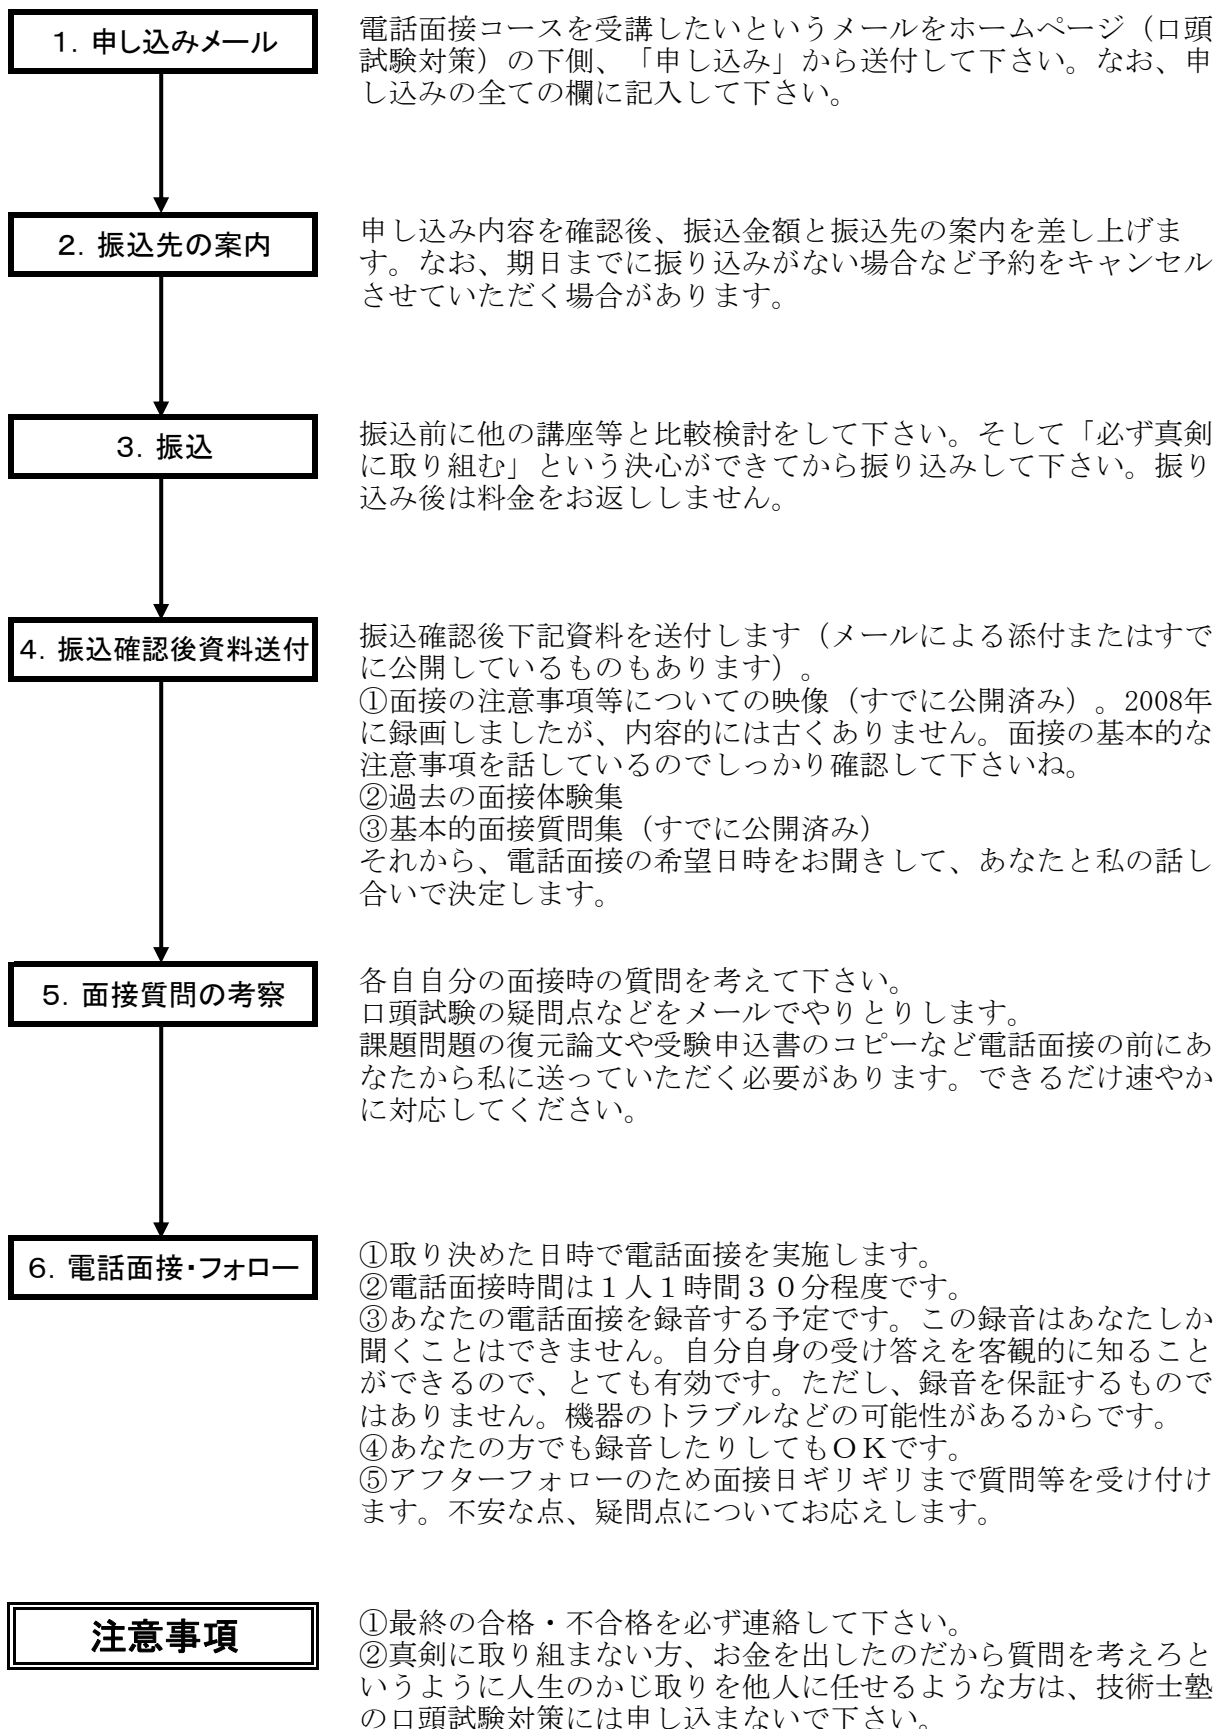 1．申し込みメール
電話面接コースを受講したいというメールをホームページ（口頭
試験対策）の下側、「申し込み」から送付して下さい。なお、申
し込みの全ての欄に記入して下さい。
2．振込先の案内
申し込み内容を確認後、振込金額と振込先の案内を差し上げま
す。なお、期日までに振り込みがない場合など予約をキャンセル
させていただく場合があります。
3．振込
振込前に他の講座等と比較検討をして下さい。そして「必ず真剣
に取り組む」という決心ができてから振り込みして下さい。振り
込み後は料金をお返ししません。
4．振込確認後資料送付
振込確認後下記資料を送付します（メールによる添付またはすで
に公開しているものもあります）。
①面接の注意事項等についての映像（すでに公開済み）。2008年
に録画しましたが、内容的には古くありません。面接の基本的な
注意事項を話しているのでしっかり確認して下さいね。
②過去の面接体験集
③基本的面接質問集（すでに公開済み）
それから、電話面接の希望日時をお聞きして、あなたと私の話し
合いで決定します。
5．面接質問の考察
各自自分の面接時の質問を考えて下さい。
口頭試験の疑問点などをメールでやりとりします。
課題問題の復元論文や受験申込書のコピーなど電話面接の前にあ
なたから私に送っていただく必要があります。できるだけ速やか
に対応してください。
6．電話面接・フォロー
①取り決めた日時で電話面接を実施します。
②電話面接時間は１人１時間３０分程度です。
③あなたの電話面接を録音する予定です。この録音はあなたしか
聞くことはできません。自分自身の受け答えを客観的に知ること
ができるので、とても有効です。ただし、録音を保証するもので
はありません。機器のトラブルなどの可能性があるからです。
④あなたの方でも録音したりしてもＯＫです。
⑤アフターフォローのため面接日ギリギリまで質問等を受け付け
ます。不安な点、疑問点についてお応えします。
注意事項
①最終の合格・不合格を必ず連絡して下さい。
②真剣に取り組まない方、お金を出したのだから質問を考えろと
いうように人生のかじ取りを他人に任せるような方は、技術士塾
の口頭試験対策には申し込まないで下さい。